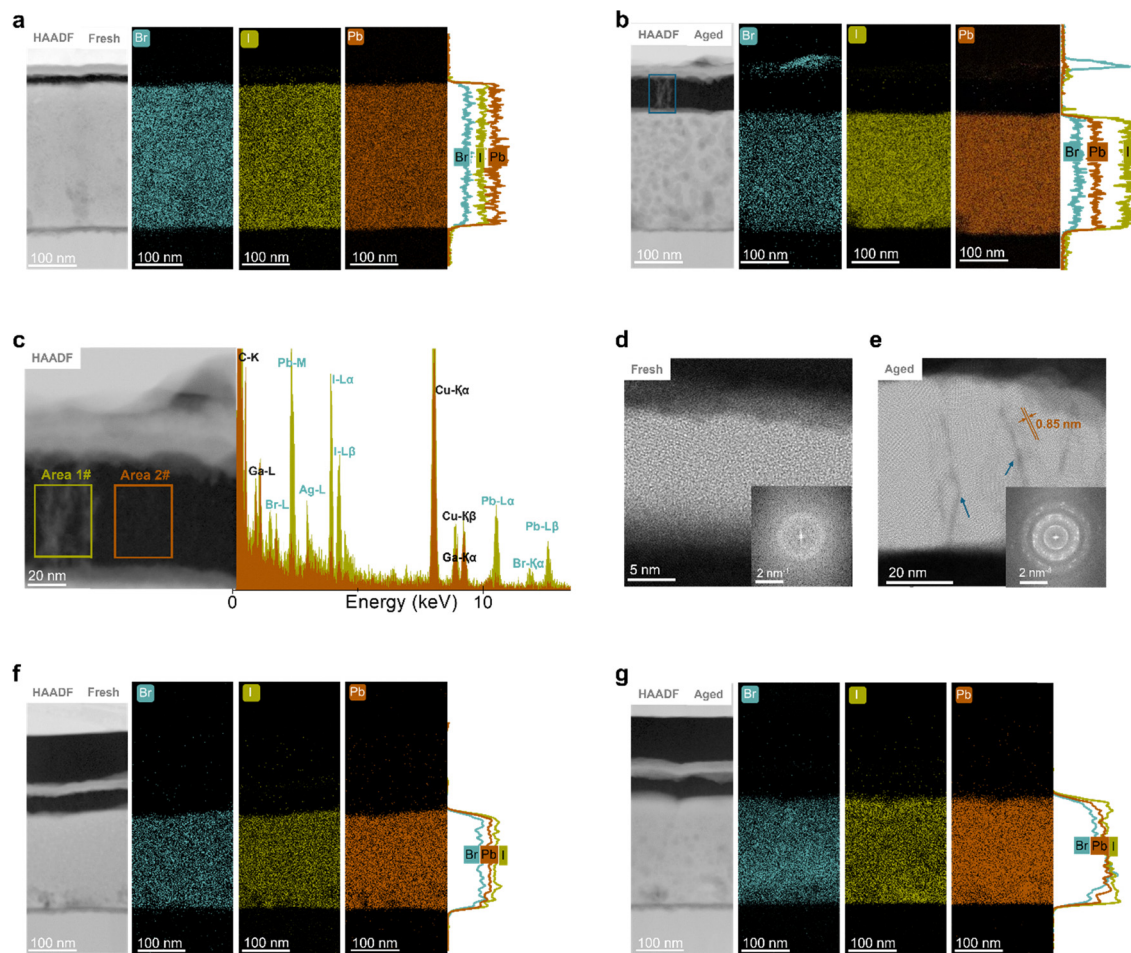 a
HAADF Fresh
Br
I
Pb
Br I Pb
100 nm 100 nm 100 nm 100 nm
b
HAADF Aged
Br
I
Pb
Br Pb I
100 nm 100 nm 100 nm 100 nm
c
HAADF
Area 1#
Area 2#
20 nm
C-K
Ga-L
Br-L
Pb-M
Ag-L
I-Lα
I-Lβ
Cu-Kα
Cu-Kβ
Ga-Kα
Pb-Lα
Br-Kα
Pb-Lβ
0 Energy (keV) 10
d
Fresh
5 nm
2 nm-1
e
Aged
0.85 nm
20 nm
2 nm-1
f
HAADF Fresh
Br
I
Pb
Br Pb I
100 nm 100 nm 100 nm 100 nm
g
HAADF Aged
Br
I
Pb
Br Pb I
100 nm 100 nm 100 nm 100 nm